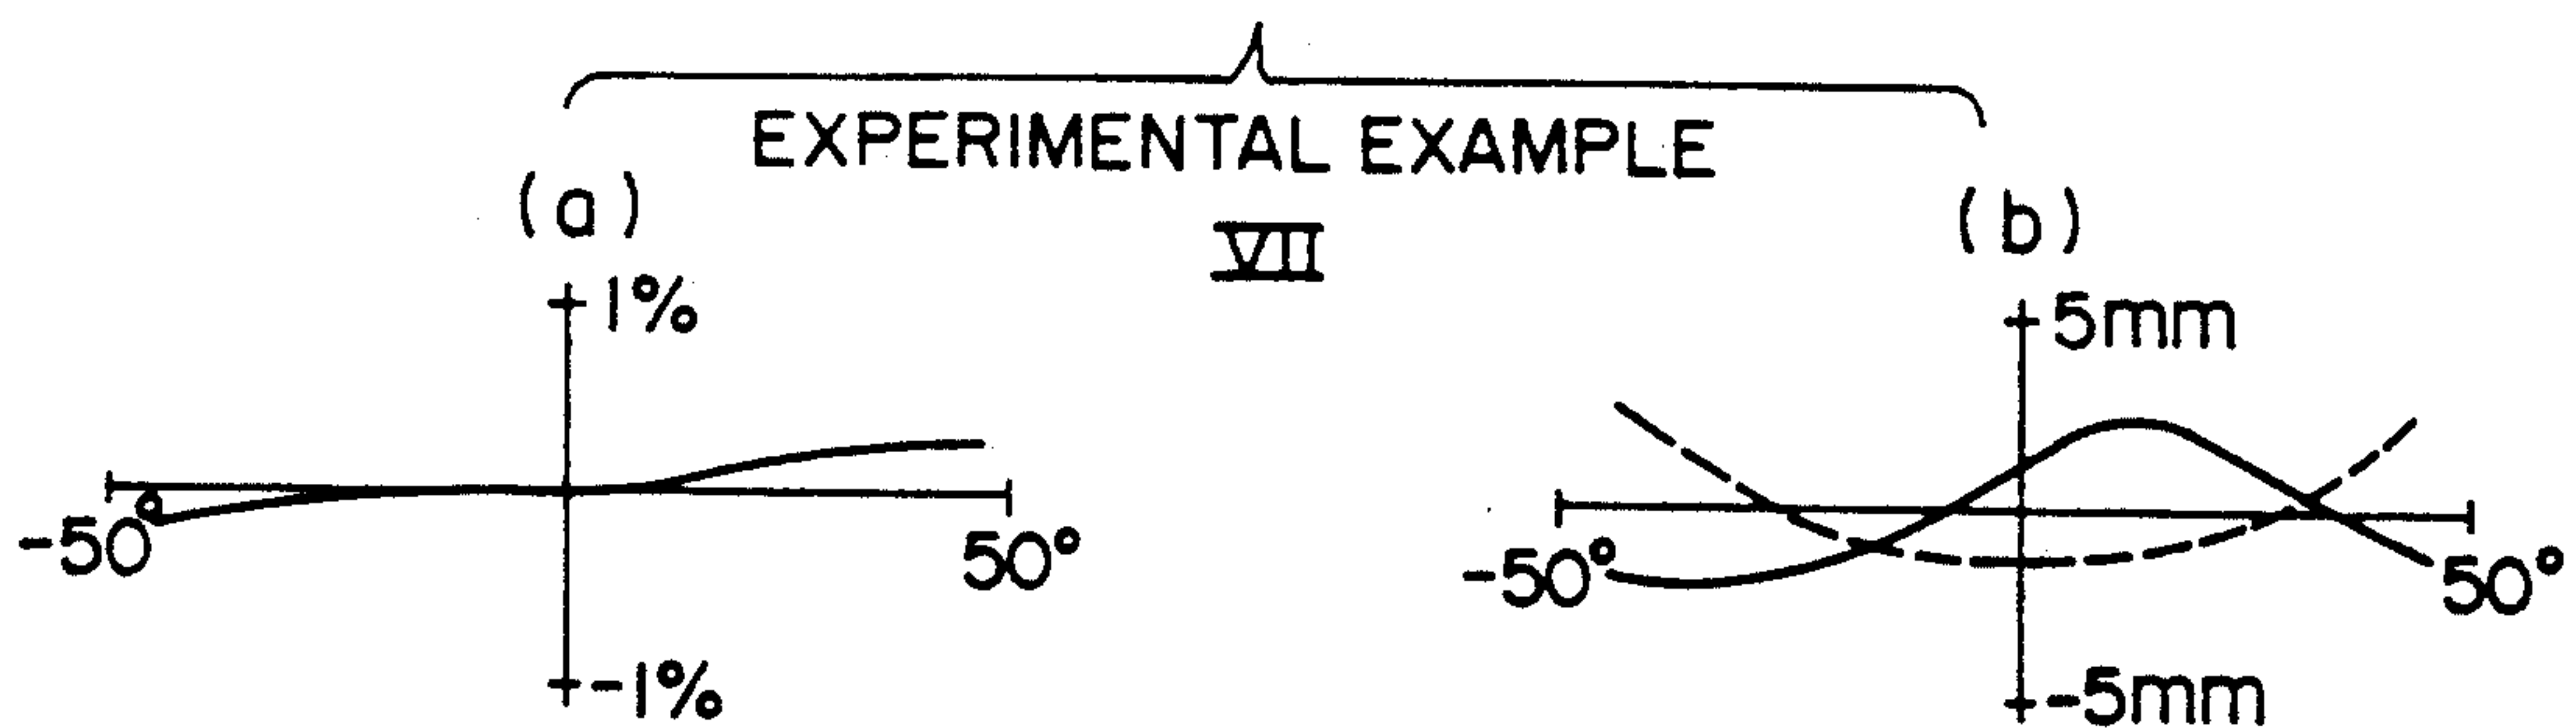 EXPERIMENTAL EXAMPLE
VII
(a)
1%
-50°
50°
-1%
(b)
5mm
-50°
50°
-5mm